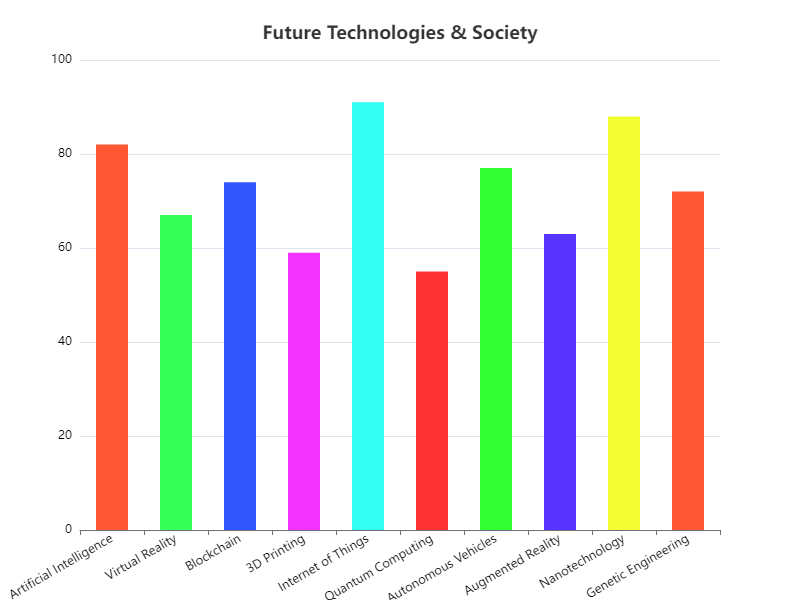 Future Technologies & Society
100
80
60
40
20
0
Artificial Intelligence
Virtual Reality
Blockchain
3D Printing
Internet of Things
Quantum Computing
Autonomous Vehicles
Augmented Reality
Nanotechnology
Genetic Engineering